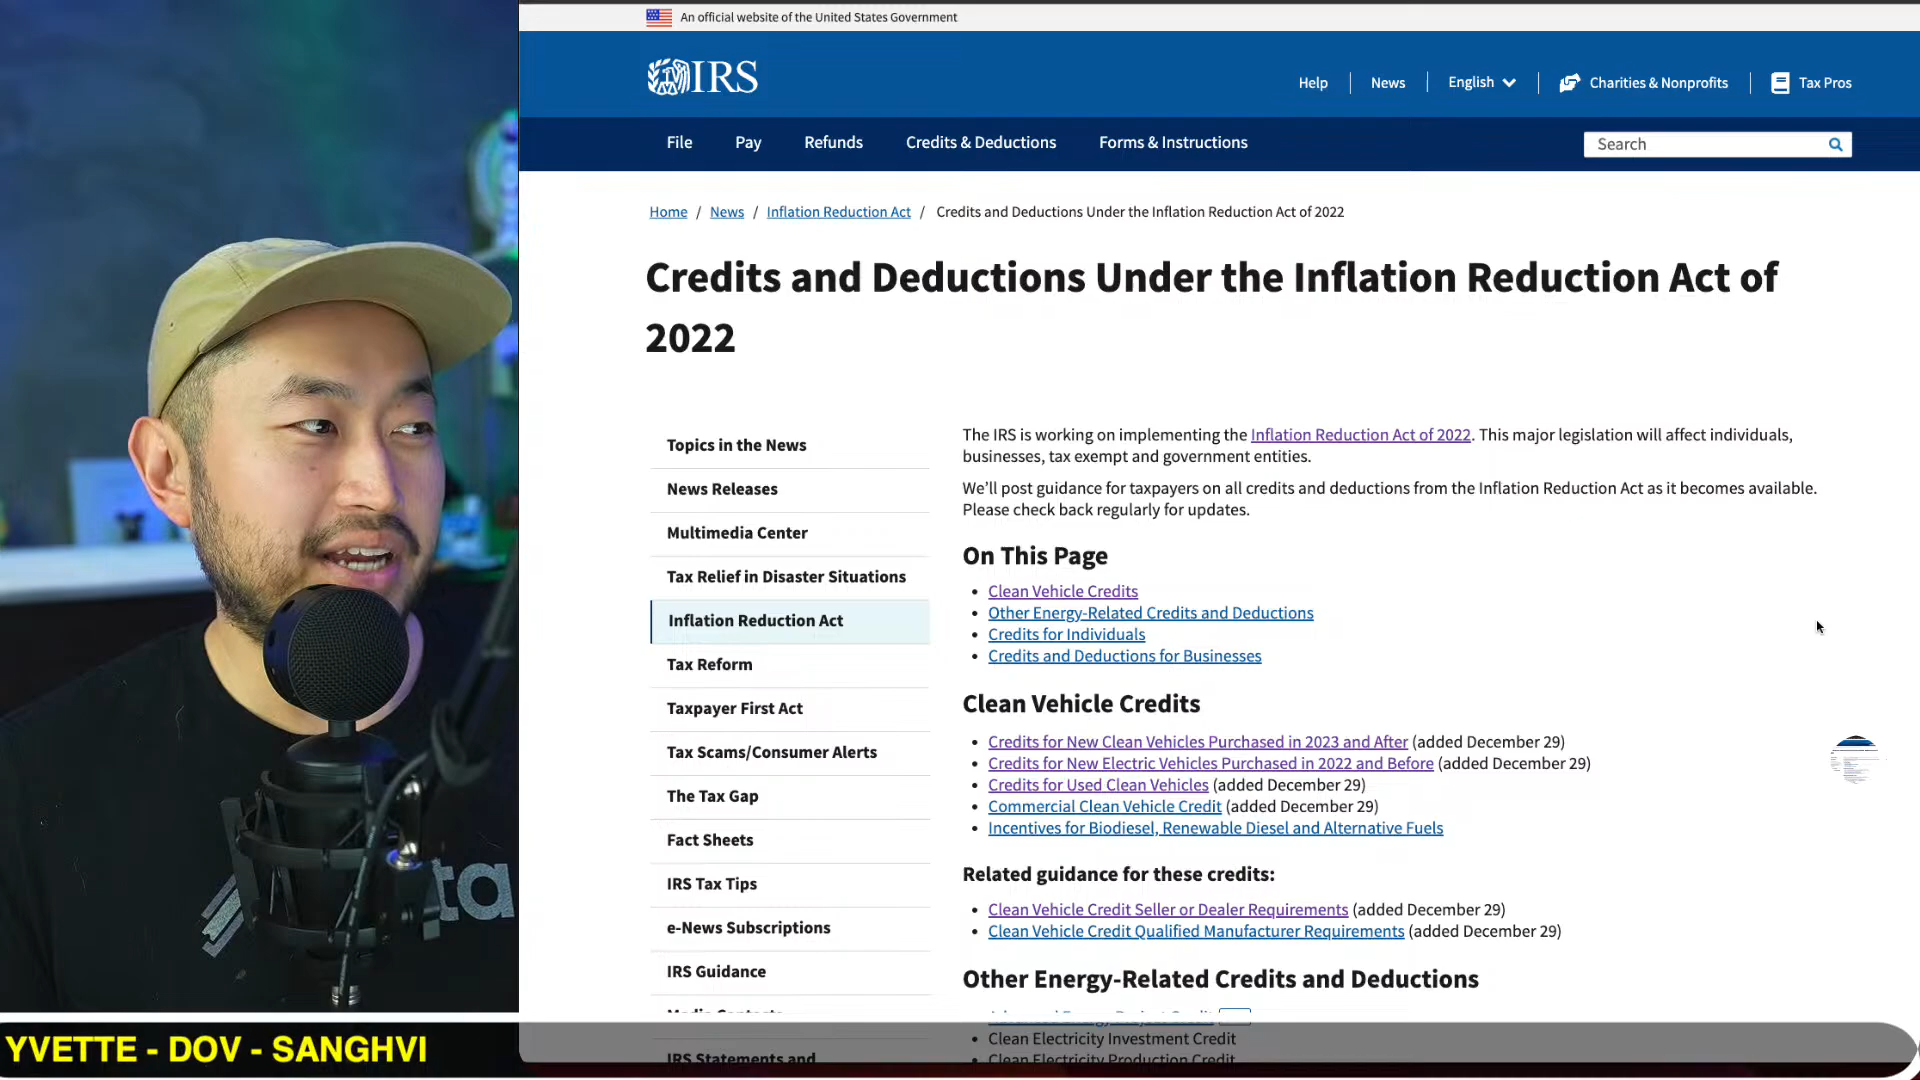 An official website of the United States Government
IRS
Help
News
English
Charities & Nonprofits
Tax Pros
File
Pay
Refunds
Credits & Deductions
Forms & Instructions
Search
Home / News / Inflation Reduction Act / Credits and Deductions Under the Inflation Reduction Act of 2022
Credits and Deductions Under the Inflation Reduction Act of
2022
Topics in the News
News Releases
Multimedia Center
Tax Relief in Disaster Situations
Inflation Reduction Act
Tax Reform
Taxpayer First Act
Tax Scams/Consumer Alerts
The Tax Gap
Fact Sheets
IRS Tax Tips
e-News Subscriptions
IRS Guidance
Media Contacts
IRS Statements and
The IRS is working on implementing the Inflation Reduction Act of 2022. This major legislation will affect individuals,
businesses, tax exempt and government entities.
We’ll post guidance for taxpayers on all credits and deductions from the Inflation Reduction Act as it becomes available.
Please check back regularly for updates.
On This Page
• Clean Vehicle Credits
• Other Energy-Related Credits and Deductions
• Credits for Individuals
• Credits and Deductions for Businesses
Clean Vehicle Credits
• Credits for New Clean Vehicles Purchased in 2023 and After (added December 29)
• Credits for New Electric Vehicles Purchased in 2022 and Before (added December 29)
• Credits for Used Clean Vehicles (added December 29)
• Commercial Clean Vehicle Credit (added December 29)
• Incentives for Biodiesel, Renewable Diesel and Alternative Fuels
Related guidance for these credits:
• Clean Vehicle Credit Seller or Dealer Requirements (added December 29)
• Clean Vehicle Credit Qualified Manufacturer Requirements (added December 29)
Other Energy-Related Credits and Deductions
Advanced Energy Project Credit
• Clean Electricity Investment Credit
Clean Electricity Production Credit
ta
YVETTE - DOV - SANGHVI